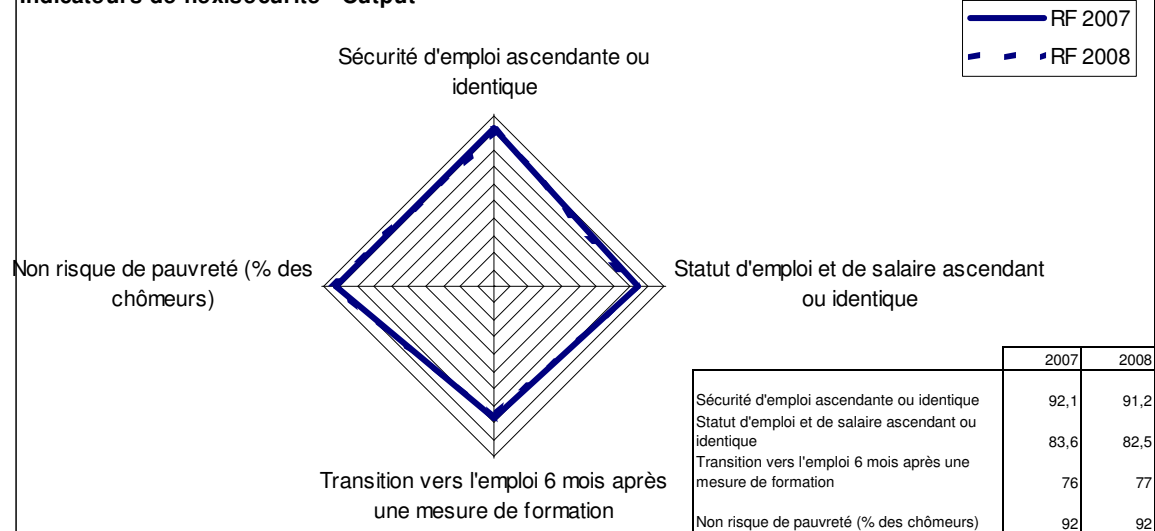 RF 2007
RF 2008
Sécurité d'emploi ascendante ou
identique
Non risque de pauvreté (% des
chômeurs)
Statut d'emploi et de salaire ascendant
ou identique
Transition vers l'emploi 6 mois après
une mesure de formation
2007 2008
Sécurité d'emploi ascendante ou identique 92,1 91,2
Statut d'emploi et de salaire ascendant ou
identique 83,6 82,5
Transition vers l'emploi 6 mois après une
mesure de formation 76 77
Non risque de pauvreté (% des chômeurs) 92 92